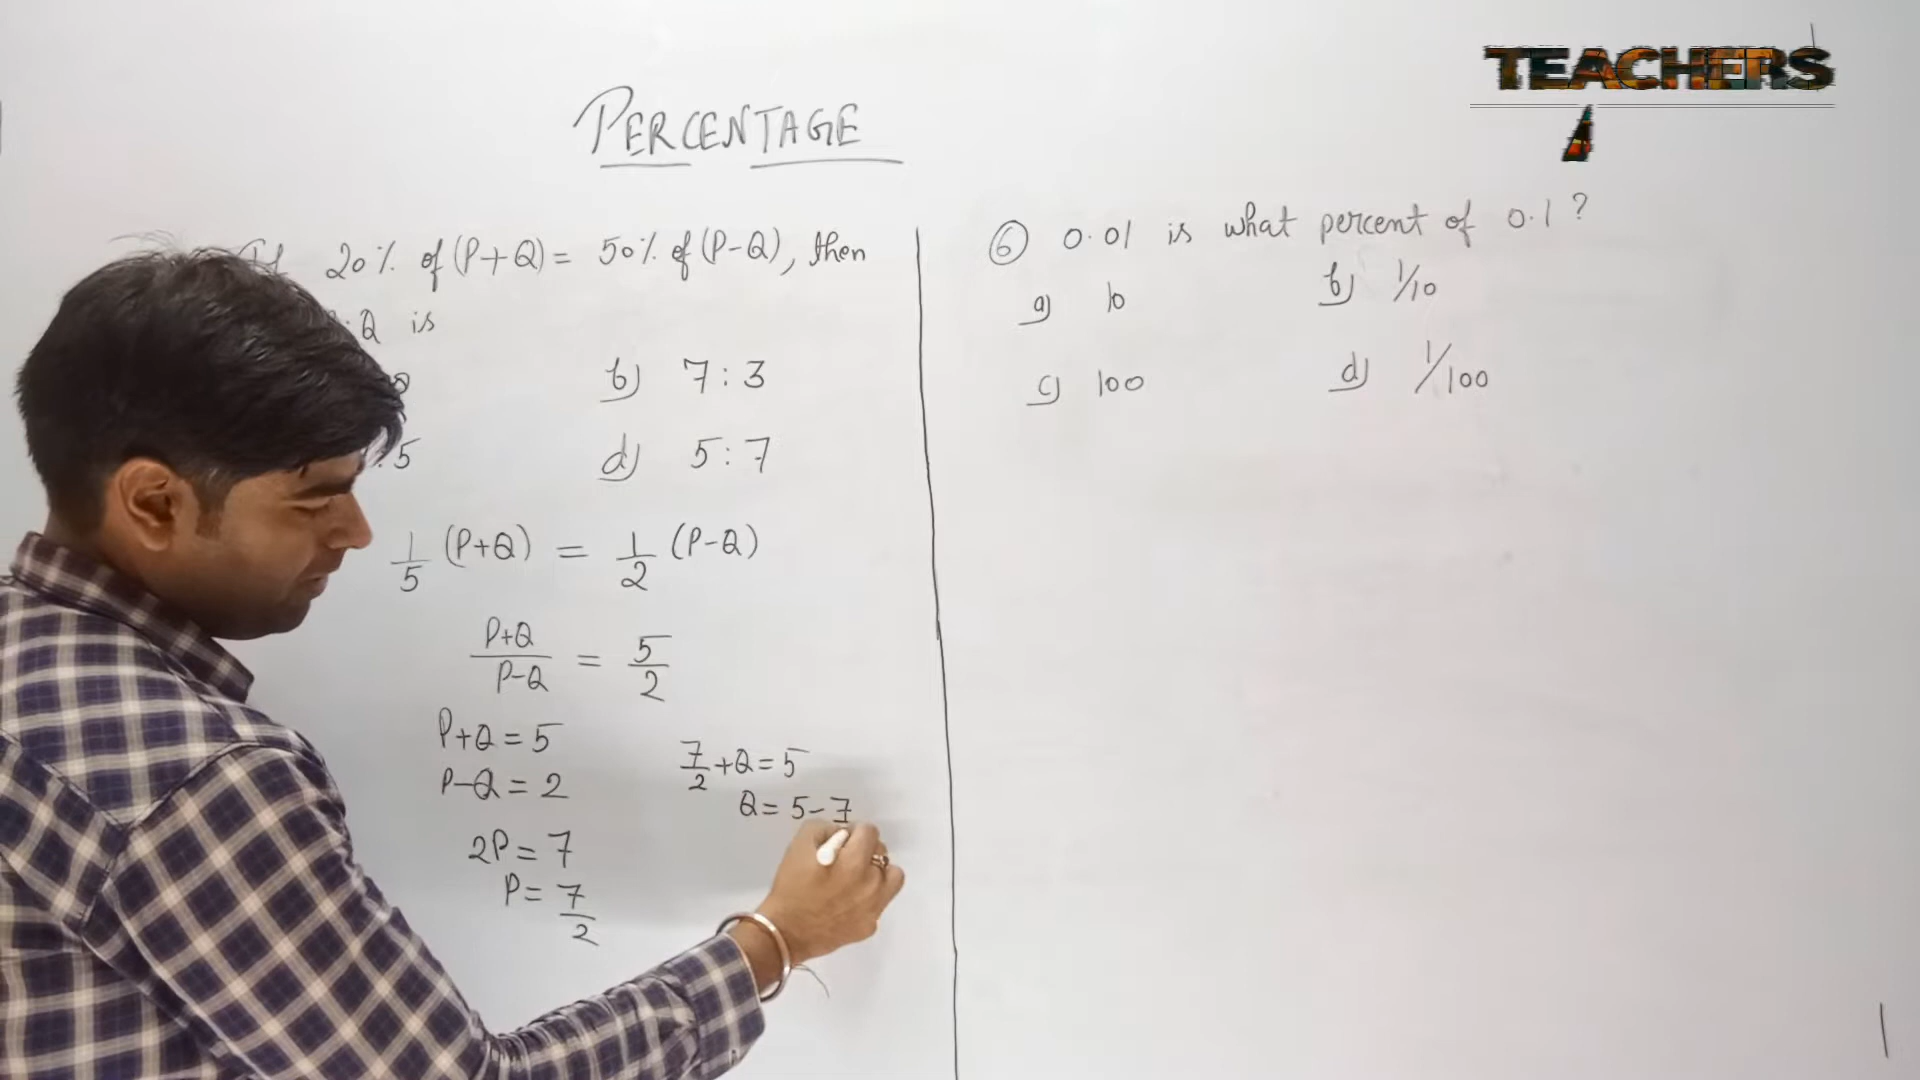 TEACHERS
PERCENTAGE
20% of (P+Q) = 50% of (P-Q), then
:Q is
b) 7:3
:5
d) 5:7
1/5 (P+Q) = 1/2 (P-Q)
P+Q/P-Q = 5/2
P+Q = 5
P-Q = 2
2P = 7
P = 7/2
7/2 + Q = 5
Q = 5-7
6 0.01 is what percent of 0.1?
a) 10
b) 1/10
c) 100
d) 1/100